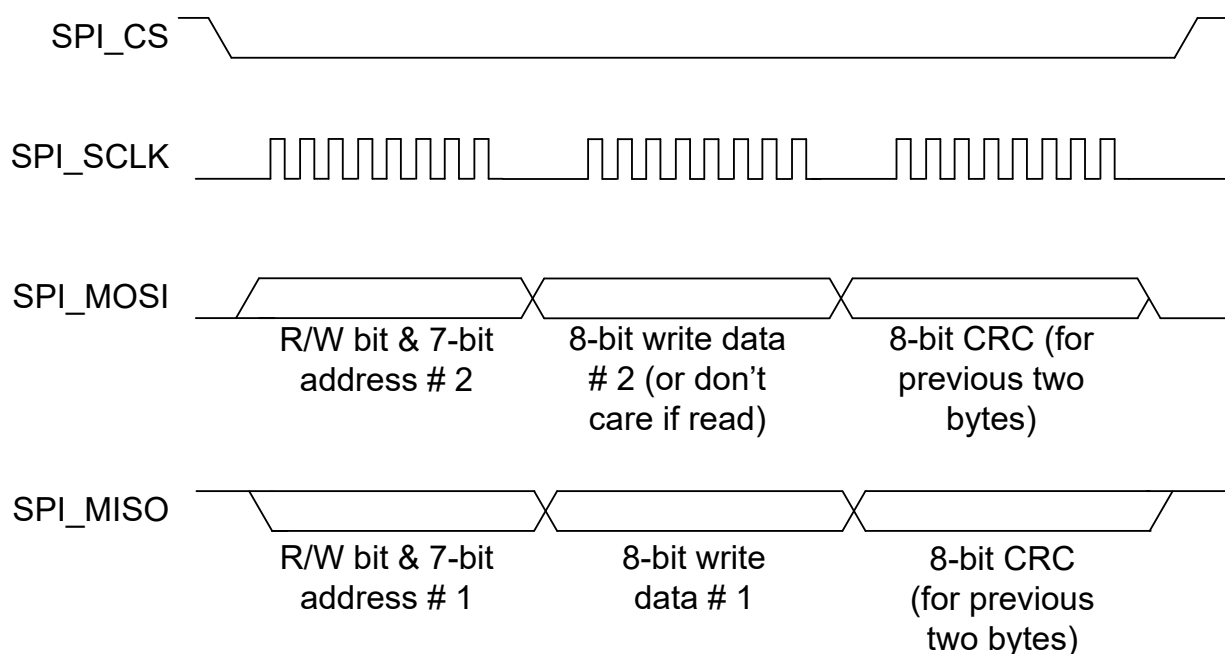 SPI_CS
SPI_SCLK
SPI_MOSI
R/W bit & 7-bit
address # 2
8-bit write data
# 2 (or don’t
care if read)
8-bit CRC (for
previous two
bytes)
SPI_MISO
R/W bit & 7-bit
address # 1
8-bit write
data # 1
8-bit CRC
(for previous
two bytes)